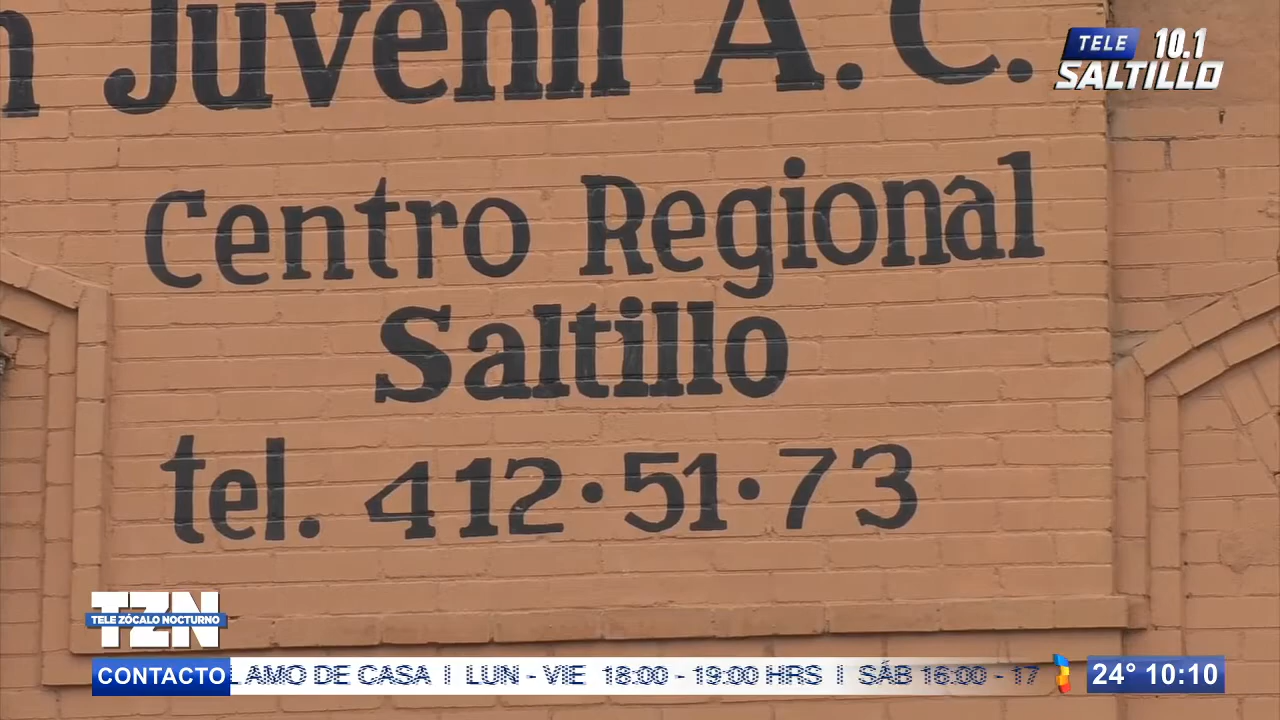 Juvenil A.C.
Centro Regional
Saltillo
tel. 412·51·73
TELE 10.1
SALTILLO
TZN
TELE ZÓCALO NOCTURNO
CONTACTO
LAMO DE CASA | LUN - VIE 18:00 - 19:00 HRS | SÁB 16:00 - 17
24° 10:10